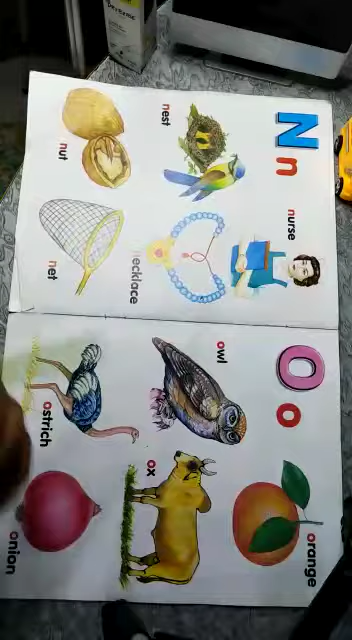 N n
nurse
nest
necklace
nut
net
O o
orange
owl
ox
ostrich
onion